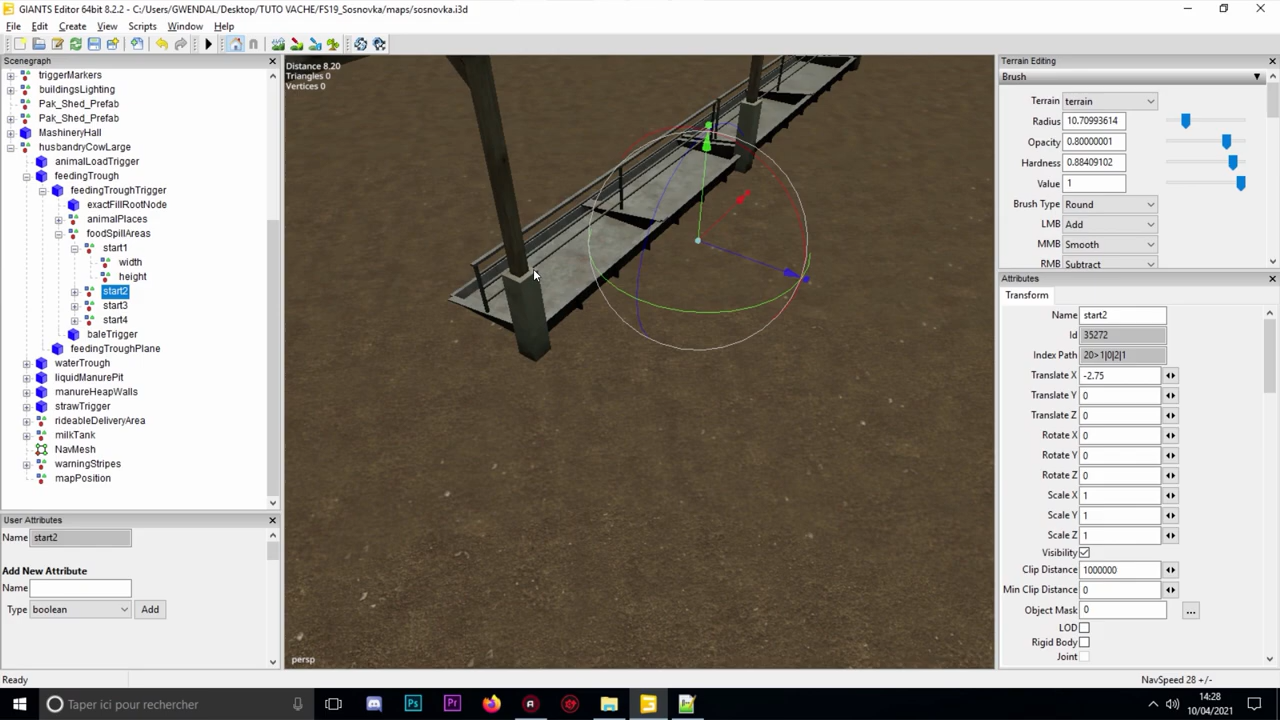 GIANTS Editor 64bit 8.2.2 - C:/Users/GWENDAL/Desktop/TUTO VACHE/FS19_Sosnovka/maps/sosnovka.i3d
File Edit Create View Scripts Window Help
Scenegraph
triggerMarkers
buildingsLighting
Pak_Shed_Prefab
Pak_Shed_Prefab
MachineryHall
husbandryCowLarge
animalLoadTrigger
feedingTrough
feedingTroughTrigger
exactFillRootNode
animalPlaces
foodSpillAreas
start1
width
height
start2
start3
start4
baleTrigger
feedingTroughPlane
waterTrough
liquidManurePit
manureHeapWalls
strawTrigger
rideableDeliveryArea
milkTank
NavMesh
warningStripes
mapPosition
User Attributes
Name start2
Add New Attribute
Name
Type boolean Add
Distance 8.20
Triangles 0
Vertices 0
persp
Terrain Editing
Brush
Terrain terrain
Radius 10.70993614
Opacity 0.80000001
Hardness 0.88409102
Value 1
Brush Type Round
LMB Add
MMB Smooth
RMB Subtract
Attributes
Transform
Name start2
Id 35272
Index Path 20>1|0|2|1
Translate X -2.75
Translate Y 0
Translate Z 0
Rotate X 0
Rotate Y 0
Rotate Z 0
Scale X 1
Scale Y 1
Scale Z 1
Visibility
Clip Distance 1000000
Min Clip Distance 0
Object Mask 0 ...
LOD
Rigid Body
Joint
Ready NavSpeed 28 +/-
Taper ici pour rechercher
14:28
10/04/2021